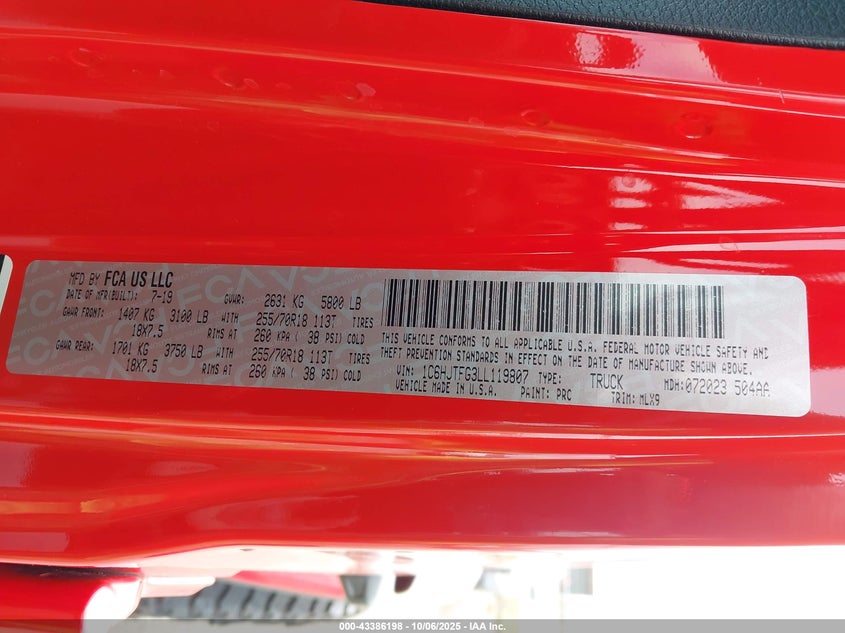 MFD BY FCA US LLC
DATE OF MFR(BUILT): 7-19 GVWR: 2631 KG 5800 LB
GAWR FRONT: 1407 KG 3100 LB WITH 255/70R18 113T TIRES
18X7.5 RIMS AT 260 KPA ( 38 PSI) COLD
GAWR REAR: 1701 KG 3750 LB WITH 255/70R18 113T TIRES
18X7.5 RIMS AT 260 KPA ( 38 PSI) COLD
THIS VEHICLE CONFORMS TO ALL APPLICABLE U.S.A. FEDERAL MOTOR VEHICLE SAFETY AND
THEFT PREVENTION STANDARDS IN EFFECT ON THE DATE OF MANUFACTURE SHOWN ABOVE.
VIN: 1C6HJTFG3LL119807 TYPE: TRUCK MDH: 072023 504AA
VEHICLE MADE IN U.S.A. PAINT: PRC TRIM: MLX9
000-43386198 - 10/06/2025 - IAA Inc.